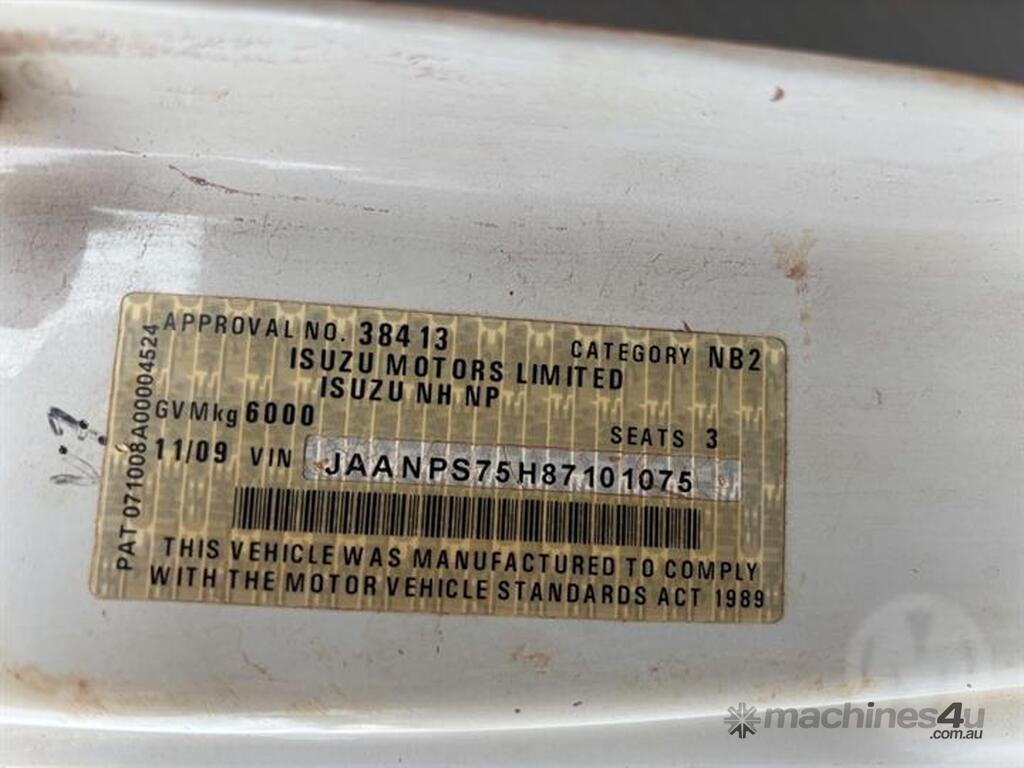 APPROVAL NO. 38413 CATEGORY NB2
ISUZU MOTORS LIMITED
ISUZU NH NP
GVMkg 6000 SEATS 3
11/09 VIN JAANPS75H87101075
THIS VEHICLE WAS MANUFACTURED TO COMPLY
WITH THE MOTOR VEHICLE STANDARDS ACT 1989
PAT 071008A00004524
machines4u
.com.au